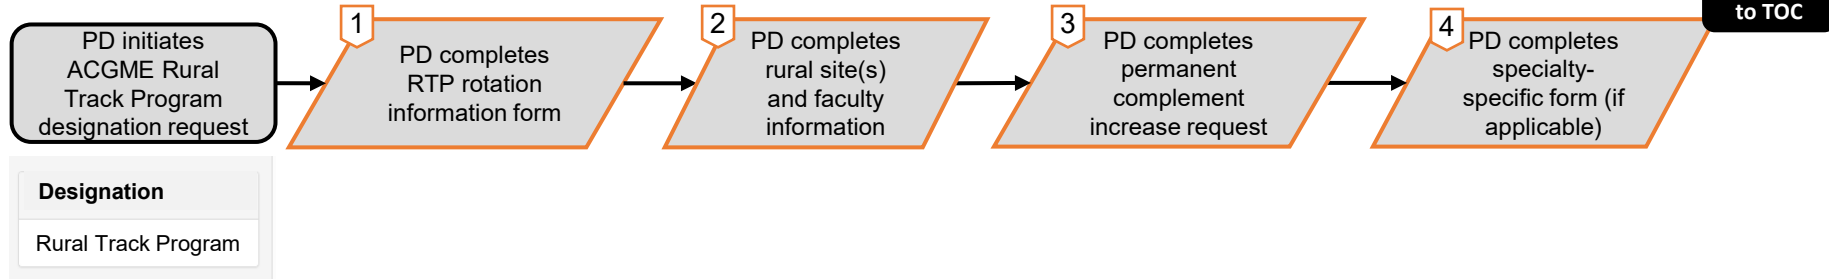 to TOC
PD initiates
ACGME Rural
Track Program
designation request
1
PD completes
RTP rotation
information form
2
PD completes
rural site(s)
and faculty
information
3
PD completes
permanent
complement
increase request
4
PD completes
specialty-
specific form (if
applicable)
Designation
Rural Track Program